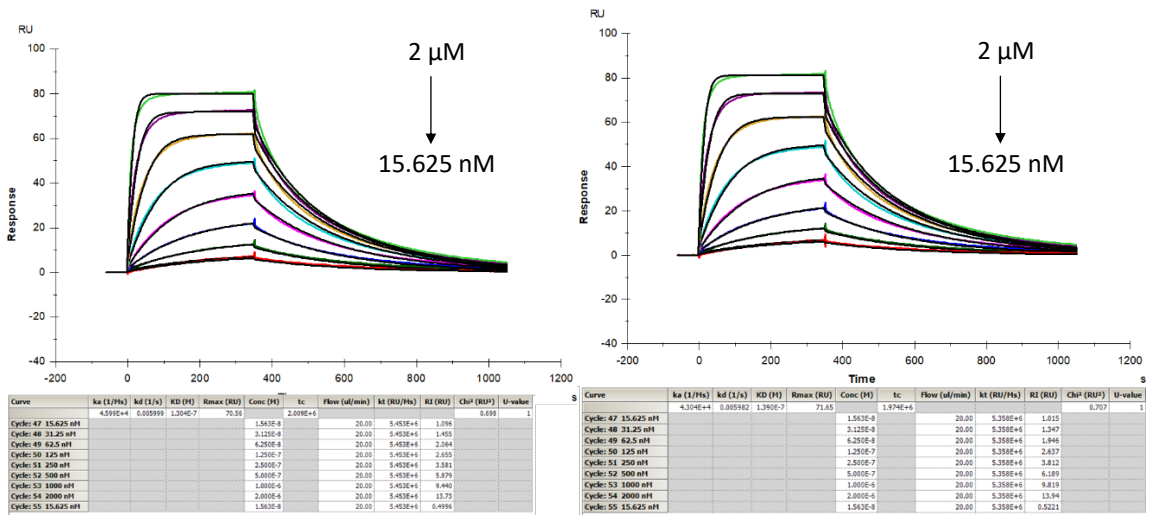 RU
100
80
60
40
20
0
-20
-40
Response
-200 0 200 400 600 800 1000 1200
s
2 µM
15.625 nM
Curve ka (1/Ms) kd (1/s) KD (M) Rmax (RU) Conc (M) tc Flow (ul/min) kt (RU/Ms) RI (RU) Chi² (RU²) U-value
4.599E+4 0.005999 1.304E-7 70.56 2.009E+6 0.698 1
Cycle: 47 15.625 nM 1.563E-8 20.00 5.453E+6 1.096
Cycle: 48 31.25 nM 3.125E-8 20.00 5.453E+6 1.455
Cycle: 49 62.5 nM 6.250E-8 20.00 5.453E+6 2.064
Cycle: 50 125 nM 1.250E-7 20.00 5.453E+6 2.655
Cycle: 51 250 nM 2.500E-7 20.00 5.453E+6 3.581
Cycle: 52 500 nM 5.000E-7 20.00 5.453E+6 5.879
Cycle: 53 1000 nM 1.000E-6 20.00 5.453E+6 9.440
Cycle: 54 2000 nM 2.000E-6 20.00 5.453E+6 13.73
Cycle: 55 15.625 nM 1.563E-8 20.00 5.453E+6 0.4996
RU
100
80
60
40
20
0
-20
-40
Response
-200 0 200 400 600 800 1000 1200
Time
s
2 µM
15.625 nM
Curve ka (1/Ms) kd (1/s) KD (M) Rmax (RU) Conc (M) tc Flow (ul/min) kt (RU/Ms) RI (RU) Chi² (RU²) U-value
4.304E+4 0.005982 1.390E-7 71.65 1.974E+6 0.707 1
Cycle: 47 15.625 nM 1.563E-8 20.00 5.358E+6 1.015
Cycle: 48 31.25 nM 3.125E-8 20.00 5.358E+6 1.347
Cycle: 49 62.5 nM 6.250E-8 20.00 5.358E+6 1.946
Cycle: 50 125 nM 1.250E-7 20.00 5.358E+6 2.637
Cycle: 51 250 nM 2.500E-7 20.00 5.358E+6 3.812
Cycle: 52 500 nM 5.000E-7 20.00 5.358E+6 6.189
Cycle: 53 1000 nM 1.000E-6 20.00 5.358E+6 9.819
Cycle: 54 2000 nM 2.000E-6 20.00 5.358E+6 13.94
Cycle: 55 15.625 nM 1.563E-8 20.00 5.358E+6 0.5221